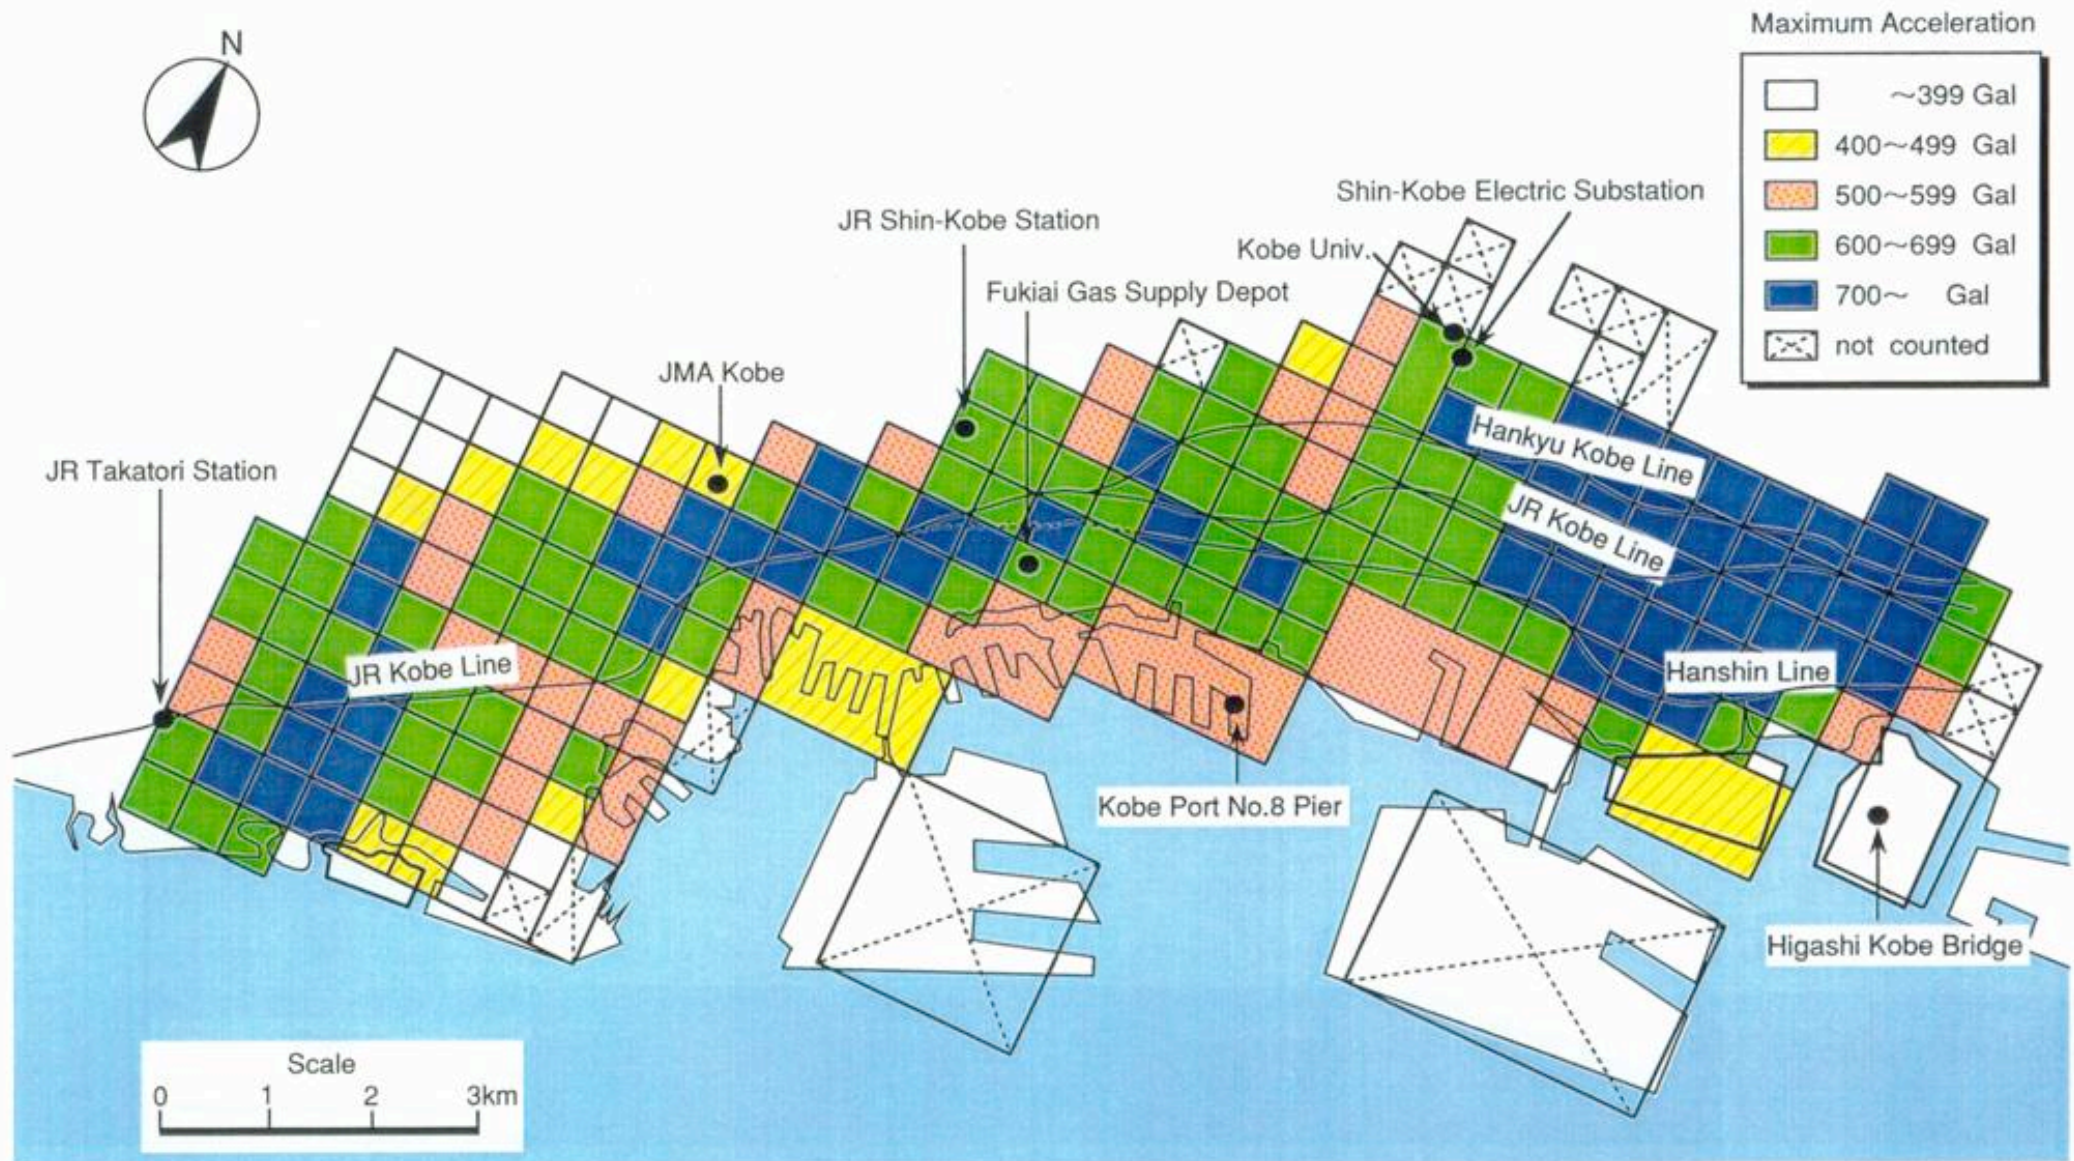 N
Maximum Acceleration
~399 Gal
400~499 Gal
500~599 Gal
600~699 Gal
700~ Gal
not counted
Shin-Kobe Electric Substation
JR Shin-Kobe Station
Kobe Univ.
Fukiai Gas Supply Depot
JMA Kobe
Hankyu Kobe Line
JR Takatori Station
JR Kobe Line
JR Kobe Line
Hanshin Line
Kobe Port No.8 Pier
Higashi Kobe Bridge
Scale
0 1 2 3km